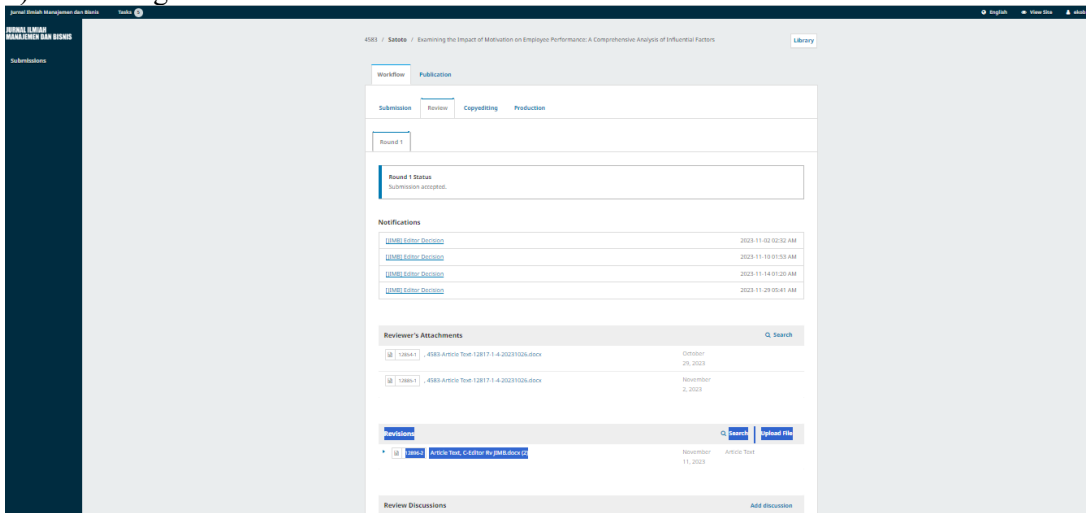 Jurnal Ilmiah Manajemen dan Bisnis Tasks English View Site
JURNAL ILMIAH
MANAJEMEN DAN BISNIS
Submissions
4583 / Satoto / Examining the Impact of Motivation on Employee Performance: A Comprehensive Analysis of Influential Factors
Library
Workflow Publication
Submission Review Copyediting Production
Round 1
Round 1 Status
Submission accepted.
Notifications
[JIMB] Editor Decision 2023-11-02 02:32 AM
[JIMB] Editor Decision 2023-11-10 01:53 AM
[JIMB] Editor Decision 2023-11-14 01:20 AM
[JIMB] Editor Decision 2023-11-29 05:41 AM
Reviewer's Attachments Search
, 4583-Article Text-12817-1-4-20231026.docx October
29, 2023
, 4583-Article Text-12817-1-4-20231026.docx November
2, 2023
Revisions Search Upload File
Article Text, C-Editor Rv JIMB.docx (2) November Article Text
11, 2023
Review Discussions Add discussion